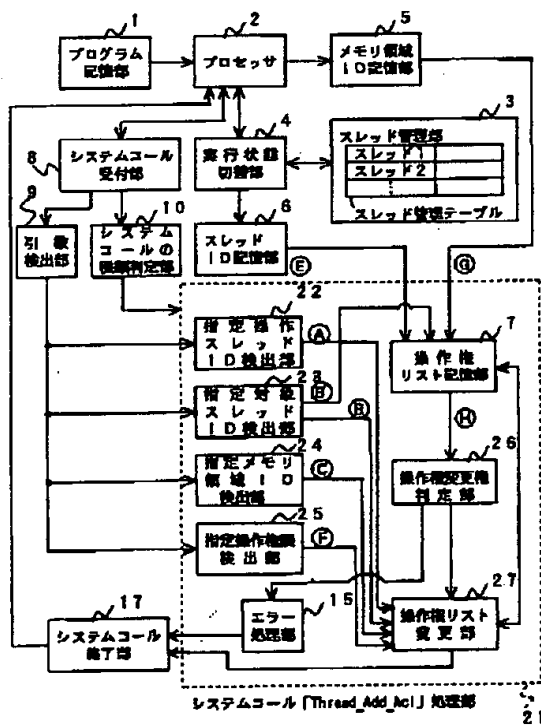 1
プログラム
記憶部
2
プロセッサ
5
メモリ領域
ID記憶部
3
スレッド管理部
スレッド1
スレッド2
スレッド管理テーブル
4
実行状態
切替部
8
システムコール
受付部
9
引数
検出部
10
システム
コールの
種類判定部
6
スレッド
ID記憶部
Ⓔ
Ⓖ
22
指定操作
スレッド
ID検出部
Ⓐ
7
操作権
リスト記憶部
23
指定対象
スレッド
ID検出部
Ⓑ
Ⓑ
Ⓗ
24
指定メモリ
領域ID
検出部
Ⓒ
26
操作権変更権
判定部
25
指定操作権限
検出部
Ⓕ
27
操作権リスト
変更部
15
エラー
処理部
17
システムコール
終了部
システムコール「Thread_Add_Acl」処理部
21